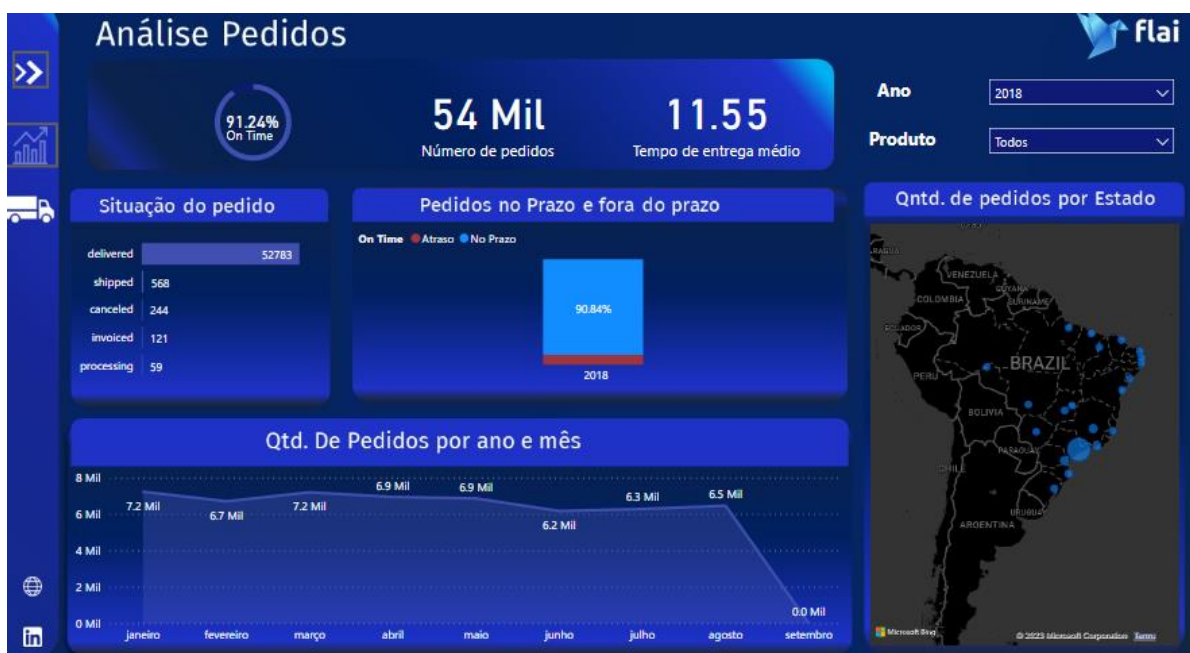 Análise Pedidos
flai
91.24%
On Time
54 Mil
Número de pedidos
11.55
Tempo de entrega médio
Ano
2018
Produto
Todos
Situação do pedido
delivered 52783
shipped 568
canceled 244
invoiced 121
processing 59
Pedidos no Prazo e fora do prazo
On Time Atraso No Prazo
90.84%
2018
Qntd. de pedidos por Estado
VENEZUELA
GUYANA
SURINAME
COLOMBIA
ECUADOR
BRAZIL
PERU
BOLIVIA
PARAGUAY
CHILE
URUGUAY
ARGENTINA
Microsoft Bing
© 2023 Microsoft Corporation Terms
Qtd. De Pedidos por ano e mês
8 Mil
6 Mil
4 Mil
2 Mil
0 Mil
7.2 Mil
6.7 Mil
7.2 Mil
6.9 Mil
6.9 Mil
6.2 Mil
6.3 Mil
6.5 Mil
0.0 Mil
janeiro fevereiro março abril maio junho julho agosto setembro
in